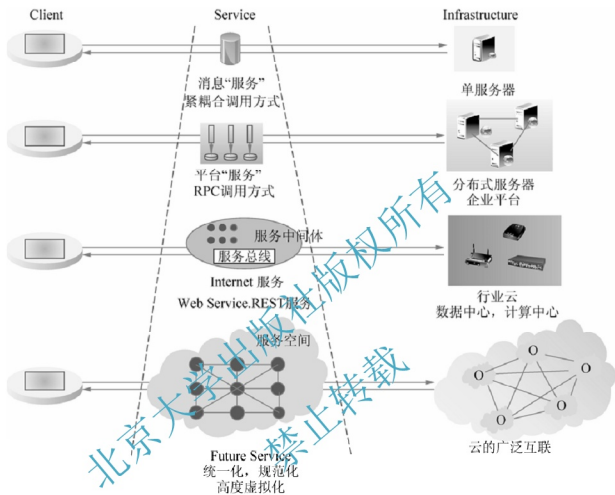 Client
Service
Infrastructure
消息“服务”
紧耦合调用方式
单服务器
平台“服务”
RPC调用方式
分布式服务器
企业平台
服务中间体
服务总线
Internet 服务
Web Service.REST服务
行业云
数据中心，计算中心
服务空间
O
O
O
O
O
Future Service
统一化，规范化
高度虚拟化
云的广泛互联
北京大学出版社版权所有
禁止转载